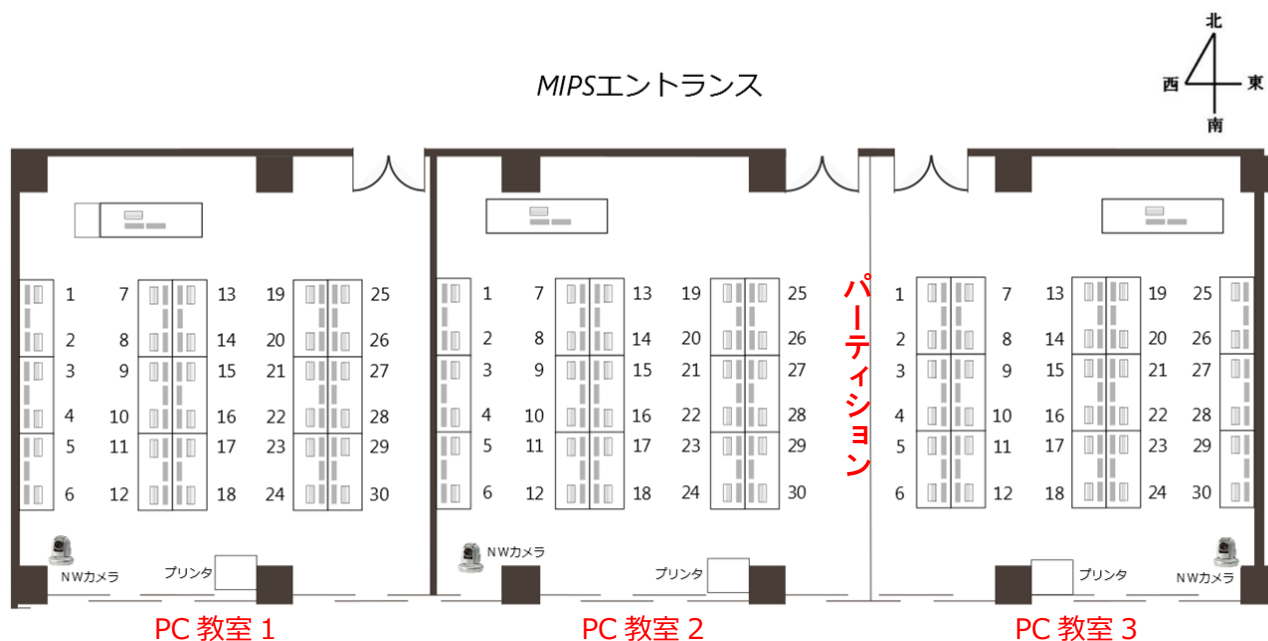 北
西 東
南
MIPSエントランス
パーティション
1 7 13 19 25 1 7 13 19 25 1 7 13 19 25
2 8 14 20 26 2 8 14 20 26 2 8 14 20 26
3 9 15 21 27 3 9 15 21 27 3 9 15 21 27
4 10 16 22 28 4 10 16 22 28 4 10 16 22 28
5 11 17 23 29 5 11 17 23 29 5 11 17 23 29
6 12 18 24 30 6 12 18 24 30 6 12 18 24 30
NWカメラ プリンタ NWカメラ プリンタ プリンタ NWカメラ
PC 教室 1 PC 教室 2 PC 教室 3